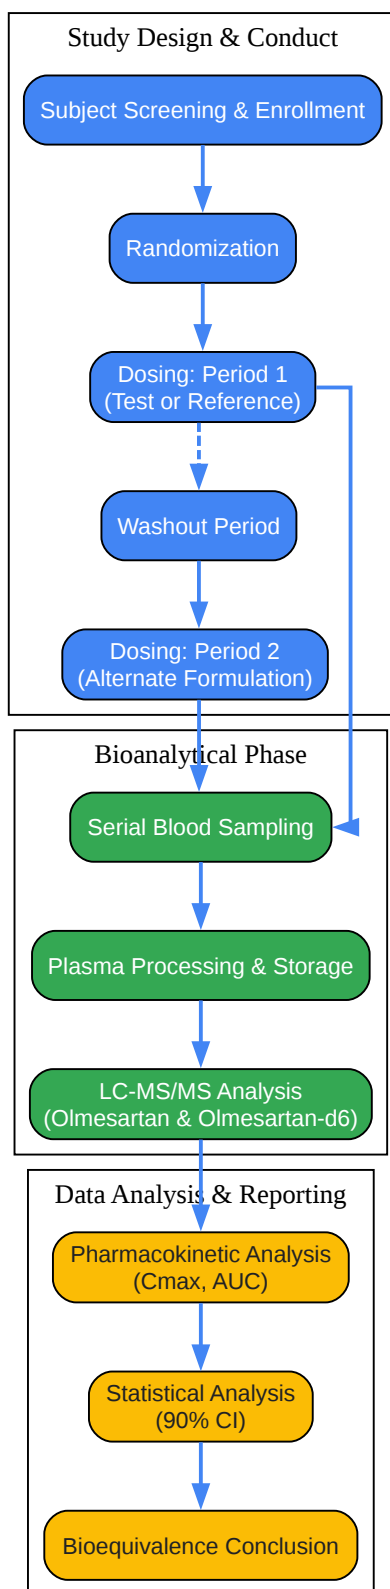 Study Design & Conduct
Subject Screening & Enrollment
Randomization
Dosing: Period 1
(Test or Reference)
Washout Period
Dosing: Period 2
(Alternate Formulation)
Bioanalytical Phase
Serial Blood Sampling
Plasma Processing & Storage
LC-MS/MS Analysis
(Olmesartan & Olmesartan-d6)
Data Analysis & Reporting
Pharmacokinetic Analysis
(Cmax, AUC)
Statistical Analysis
(90% CI)
Bioequivalence Conclusion